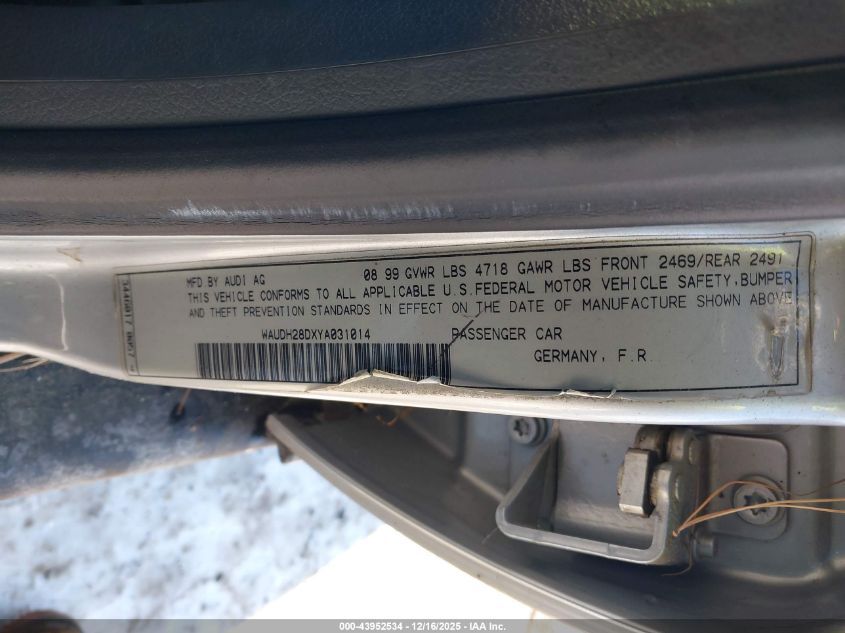 MFD BY AUDI AG 08 99 GVWR LBS 4718 GAWR LBS FRONT 2469/REAR 2491
THIS VEHICLE CONFORMS TO ALL APPLICABLE U.S.FEDERAL MOTOR VEHICLE SAFETY,BUMPER
AND THEFT PREVENTION STANDARDS IN EFFECT ON THE DATE OF MANUFACTURE SHOWN ABOVE
WAUDH28DXYA031014 PASSENGER CAR
GERMANY, F.R.
000-43952534 - 12/16/2025 - IAA Inc.